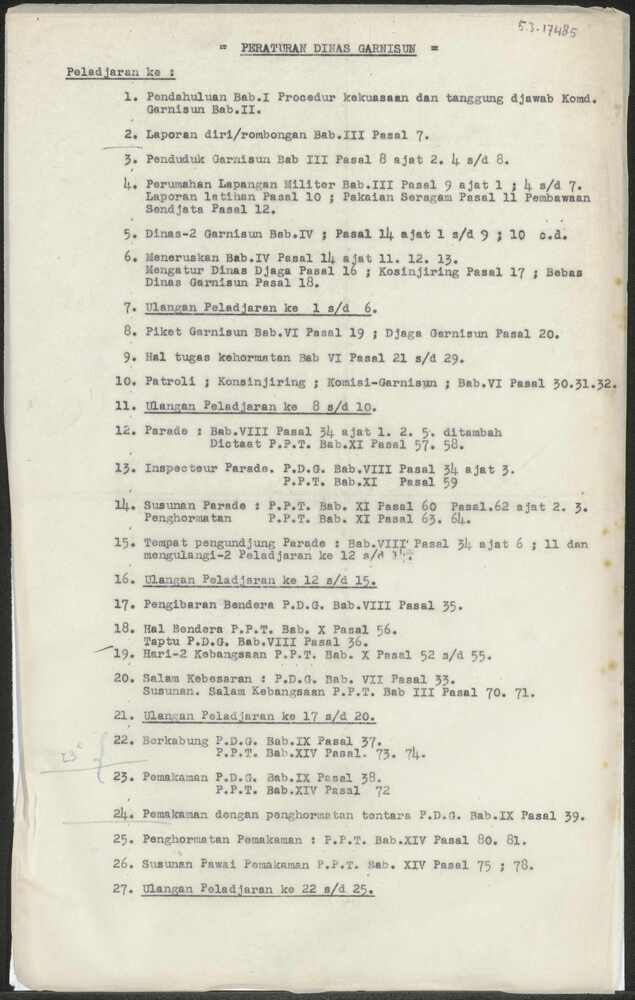 53-17485
= PERATURAN DINAS GARNISUN =
Peladjaran ke :
1. Pendahuluan Bab.I Procedur kekuasaan dan tanggung djawab Komd.
Garnisun Bab.II.
2. Laporan diri/rombongan Bab.III Pasal 7.
3. Penduduk Garnisun Bab III Pasal 8 ajat 2. 4 s/d 8.
4. Perumahan Lapangan Militer Bab.III Pasal 9 ajat 1 ; 4 s/d 7.
Laporan latihan Pasal 10 ; Pakaian Seragam Pasal 11 Pembawaan
Sendjata Pasal 12.
5. Dinas-2 Garnisun Bab.IV ; Pasal 14 ajat 1 s/d 9 ; 10 c.d.
6. Meneruskan Bab.IV Pasal 14 ajat 11. 12. 13.
Mengatur Dinas Djaga Pasal 16 ; Kosinjiring Pasal 17 ; Bebas
Dinas Garnisun Pasal 18.
7. Ulangan Peladjaran ke 1 s/d 6.
8. Piket Garnisun Bab.VI Pasal 19 ; Djaga Garnisun Pasal 20.
9. Hal tugas kehormatan Bab VI Pasal 21 s/d 29.
10. Patroli ; Konsinjiring ; Komisi-Garnisun ; Bab.VI Pasal 30.31.32.
11. Ulangan Peladjaran ke 8 s/d 10.
12. Parade : Bab.VIII Pasal 34 ajat 1. 2. 5. ditambah
Dictaat P.P.T. Bab.XI Pasal 57. 58.
13. Inspecteur Parade. P.D.G. Bab.VIII Pasal 34 ajat 3.
P.P.T. Bab.XI Pasal 59
14. Susunan Parade : P.P.T. Bab. XI Pasal 60 Pasal.62 ajat 2. 3.
Penghormatan P.P.T. Bab. XI Pasal 63. 64.
15. Tempat pengundjung Parade : Bab.VIII Pasal 34 ajat 6 ; 11 dan
mengulangi-2 Peladjaran ke 12 s/d
16. Ulangan Peladjaran ke 12 s/d 15.
17. Pengibaran Bendera P.D.G. Bab.VIII Pasal 35.
18. Hal Bendera P.P.T. Bab. X Pasal 56.
Taptu P.D.G. Bab.VIII Pasal 36.
19. Hari-2 Kebangsaan P.P.T. Bab. X Pasal 52 s/d 55.
20. Salam Kebesaran : P.D.G. Bab. VII Pasal 33.
Susunan. Salam Kebangsaan P.P.T. Bab III Pasal 70. 71.
21. Ulangan Peladjaran ke 17 s/d 20.
22. Berkabung P.D.G. Bab.IX Pasal 37.
P.P.T. Bab.XIV Pasal. 73. 74.
23. Pemakaman P.D.G. Bab.IX Pasal 38.
P.P.T. Bab.XIV Pasal 72
24. Pemakaman dengan penghormatan tentara P.D.G. Bab.IX Pasal 39.
25. Penghormatan Pemakaman : P.P.T. Bab.XIV Pasal 80. 81.
26. Susunan Pawai Pemakaman P.P.T. Bab. XIV Pasal 75 ; 78.
27. Ulangan Peladjaran ke 22 s/d 25.